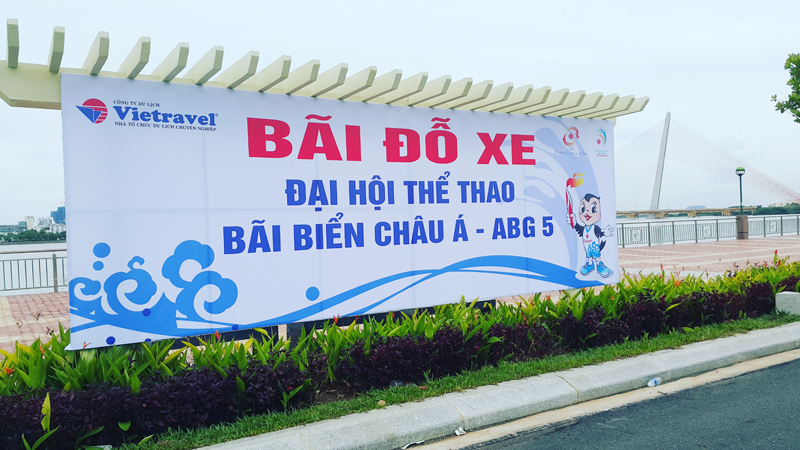 CÔNG TY DU LỊCH
Vietravel®
NHÀ TỔ CHỨC DU LỊCH CHUYÊN NGHIỆP
BÃI ĐỖ XE
ĐẠI HỘI THỂ THAO
BÃI BIỂN CHÂU Á - ABG 5